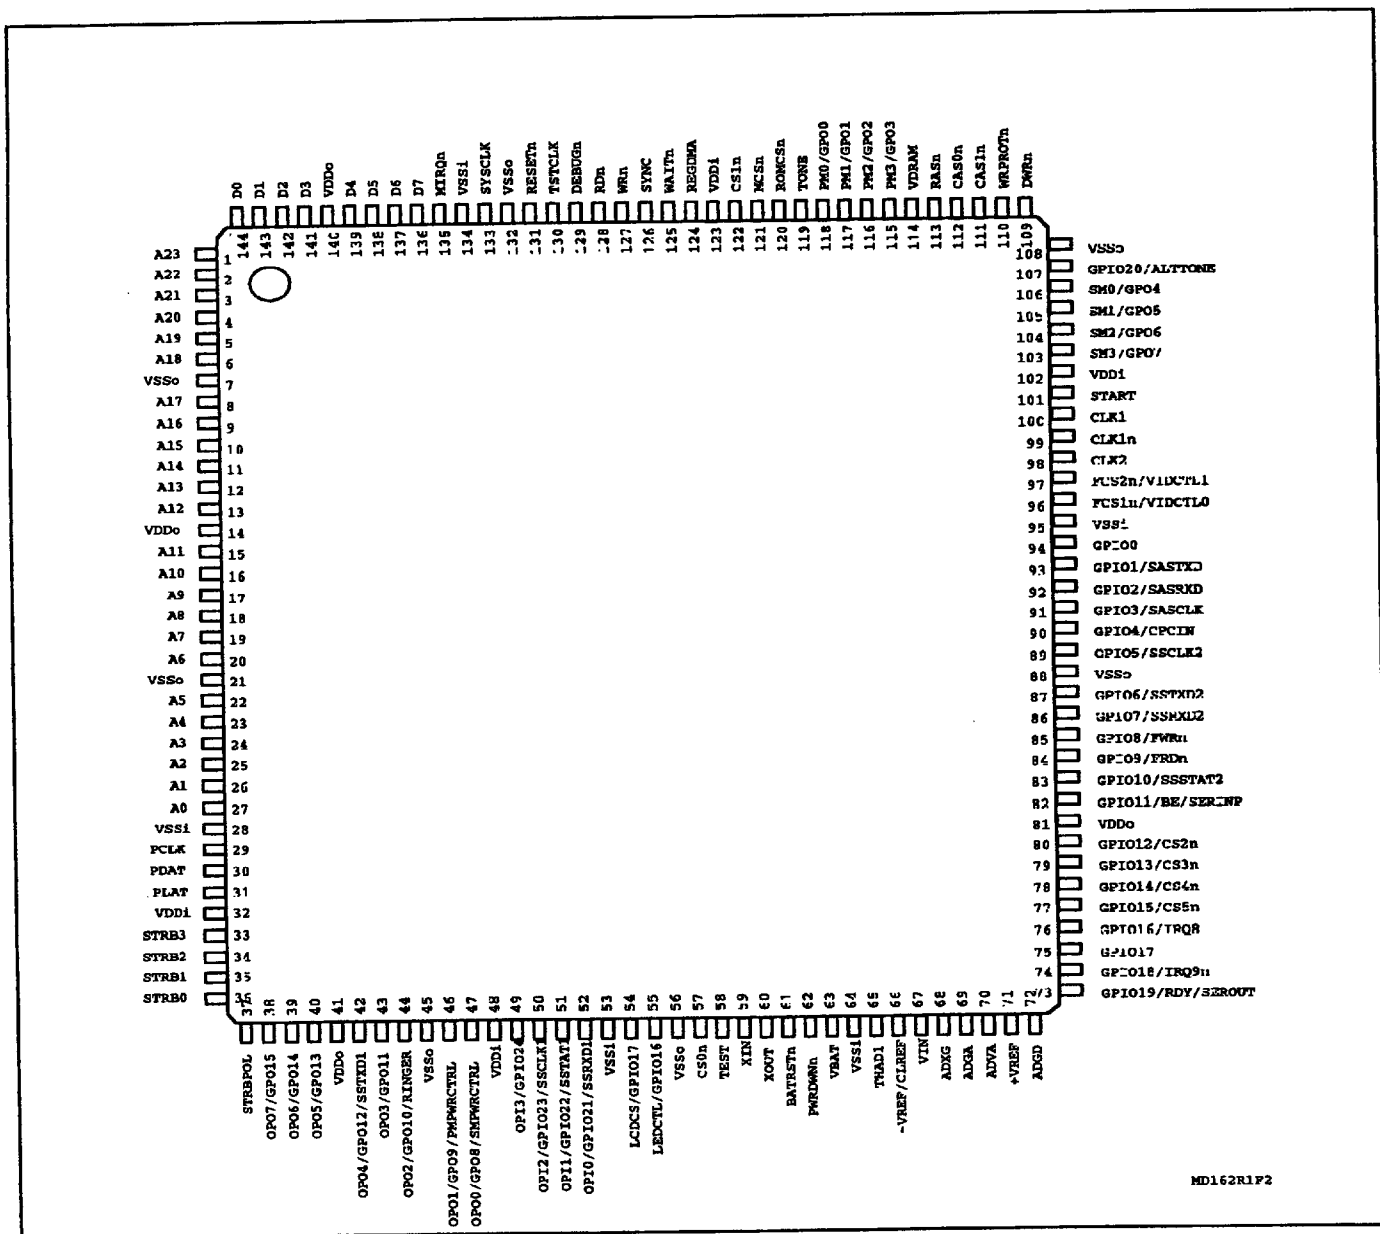 D0
D1
D2
D3
VDDo
D4
D5
D6
D7
MIRQn
VSSi
SYSCLK
VSSo
RESETn
TSTCLK
DEBUGn
RDn
WRn
SYNC
WAITn
REGDMA
VDDi
CS1n
MCSn
ROMCSn
TONE
PM0/GPO0
PM1/GPO1
PM2/GPO2
PM3/GPO3
VDRAM
RASn
CAS0n
CAS1n
WRPROTn
DWRn
144
143
142
141
140
139
138
137
136
135
134
133
132
131
130
129
128
127
126
125
124
123
122
121
120
119
118
117
116
115
114
113
112
111
110
109
A23 1
A22 2
A21 3
A20 4
A19 5
A18 6
VSSo 7
A17 8
A16 9
A15 10
A14 11
A13 12
A12 13
VDDo 14
A11 15
A10 16
A9 17
A8 18
A7 19
A6 20
VSSo 21
A5 22
A4 23
A3 24
A2 25
A1 26
A0 27
VSSi 28
PCLK 29
PDAT 30
PLAT 31
VDDi 32
STRB3 33
STRB2 34
STRB1 35
STRB0 36
108 VSSo
107 GPIO20/ALTTONE
106 SM0/GPO4
105 SM1/GPO5
104 SM2/GPO6
103 SM3/GPO7
102 VDDi
101 START
100 CLK1
99 CLK1n
98 CLK2
97 FCS2n/VIDCTL1
96 FCS1n/VIDCTL0
95 VSSi
94 GPIO0
93 GPIO1/SASTXD
92 GPIO2/SASRXD
91 GPIO3/SASCLK
90 GPIO4/CPCIN
89 GPIO5/SSCLK2
88 VSSo
87 GPIO6/SSTXD2
86 GPIO7/SSRXD2
85 GPIO8/FWRn
84 GPIO9/FRDn
83 GPIO10/SSSTAT2
82 GPIO11/BE/SERINP
81 VDDo
80 GPIO12/CS2n
79 GPIO13/CS3n
78 GPIO14/CS4n
77 GPIO15/CS5n
76 GPIO16/IRQ8
75 GPIO17
74 GPIO18/IRQ9n
73 GPIO19/RDY/SEROUT
37
38
39
40
41
42
43
44
45
46
47
48
49
50
51
52
53
54
55
56
57
58
59
60
61
62
63
64
65
66
67
68
69
70
71
72
STRBPOL
OPO7/GPO15
OPO6/GPO14
OPO5/GPO13
VDDo
OPO4/GPO12/SSTXD1
OPO3/GPO11
OPO2/GPO10/RINGER
VSSo
OPO1/GPO9/PMPWRCTRL
OPO0/GPO8/SMPWRCTRL
VDDi
OPI3/GPIO24
OPI2/GPIO23/SSCLK1
OPI1/GPIO22/SSTAT1
OPI0/GPIO21/SSRXD1
VSSi
LCDCS/GPIO17
LEDCTL/GPIO16
VSSo
CS0n
TEST
XIN
XOUT
BATRSTn
PWRDWNn
VBAT
VSSi
THADI
-VREF/CLREF
VIN
ADXG
ADGA
ADVA
+VREF
ADGD
MD162R1F2